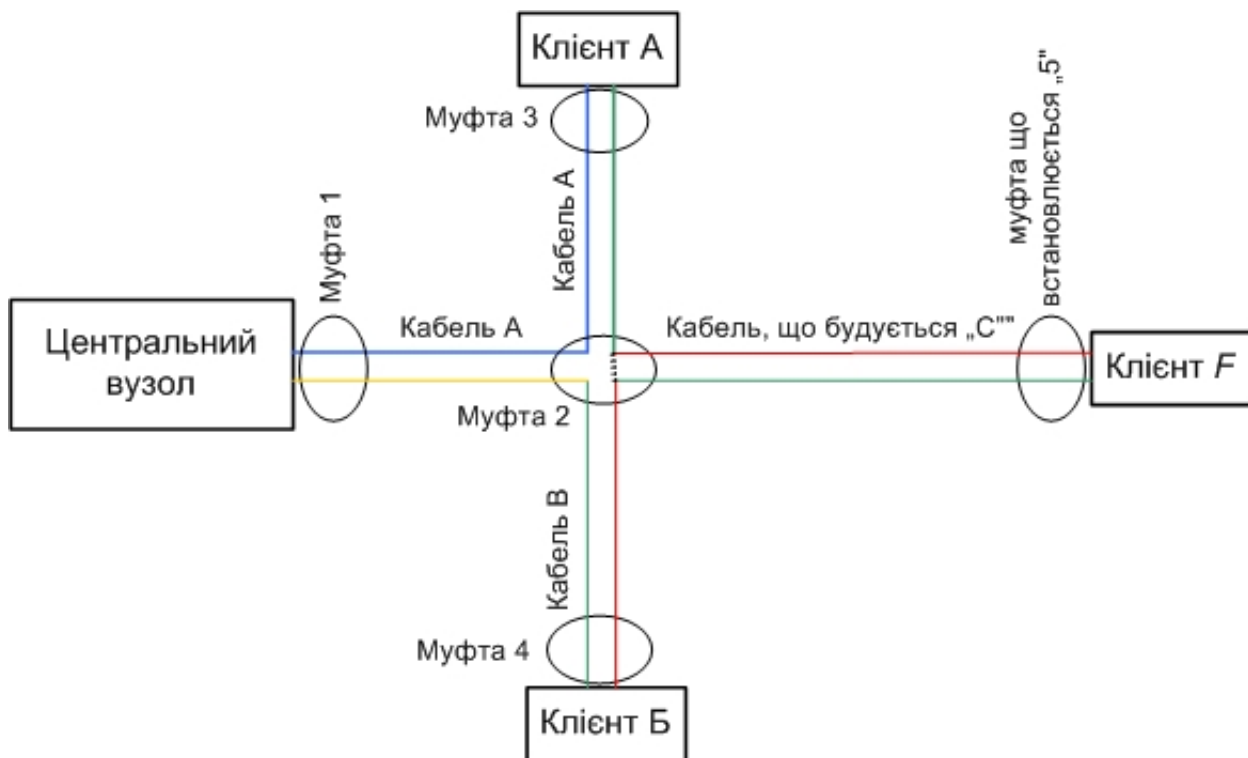 Клієнт А
Муфта 3
Кабель А
муфта що
встановлюється „5"
Муфта 1
Центральний
вузол
Кабель А
Кабель, що будується „С""
Клієнт F
Муфта 2
Кабель В
Муфта 4
Клієнт Б